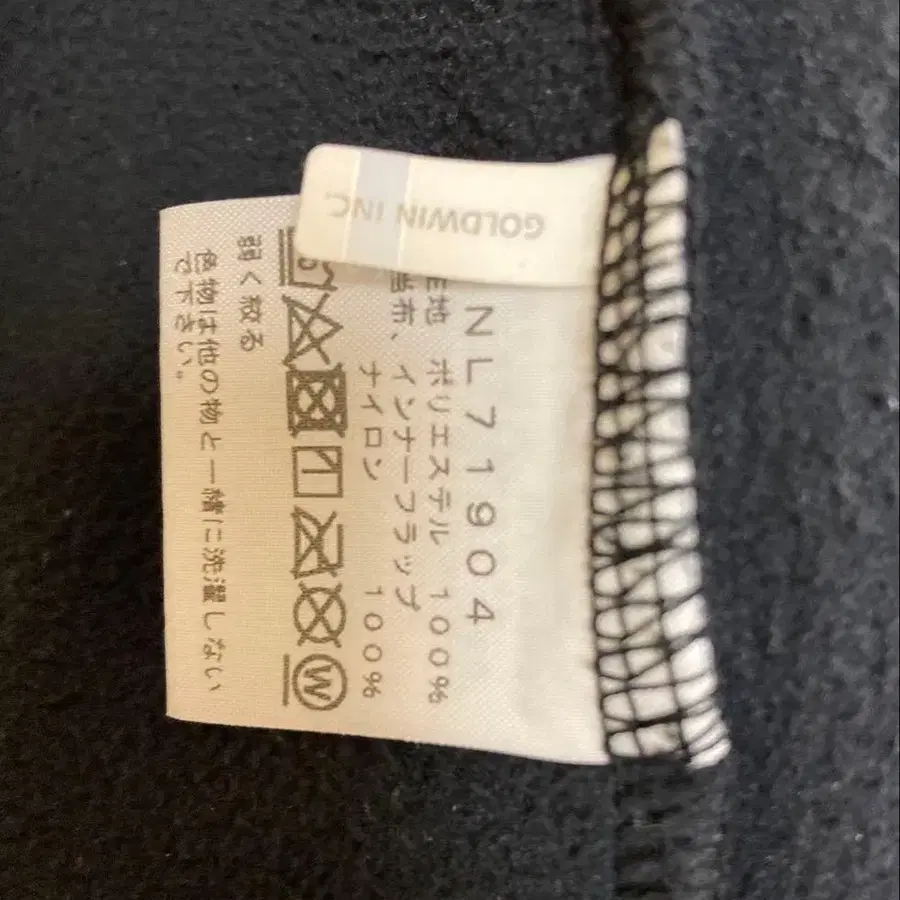 GOLDWIN INC.
NL71904
生地 ポリエステル 100%
当布、インナーフラップ
ナイロン 100%
W
弱く絞る
色物は他の物と一緒に洗濯しない
で下さい。